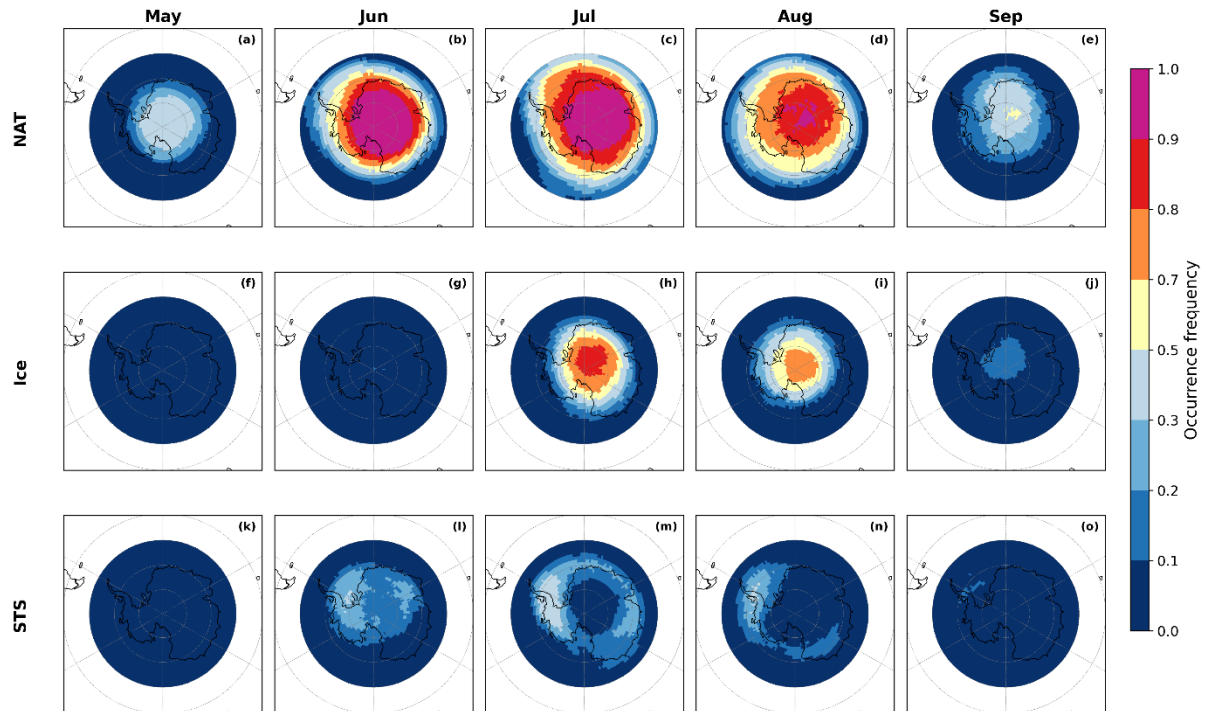 May Jun Jul Aug Sep
NAT
(a) (b) (c) (d) (e)
Ice
(f) (g) (h) (i) (j)
STS
(k) (l) (m) (n) (o)
1.0
0.9
0.8
0.7
0.5
0.3
0.2
0.1
0.0
Occurrence frequency